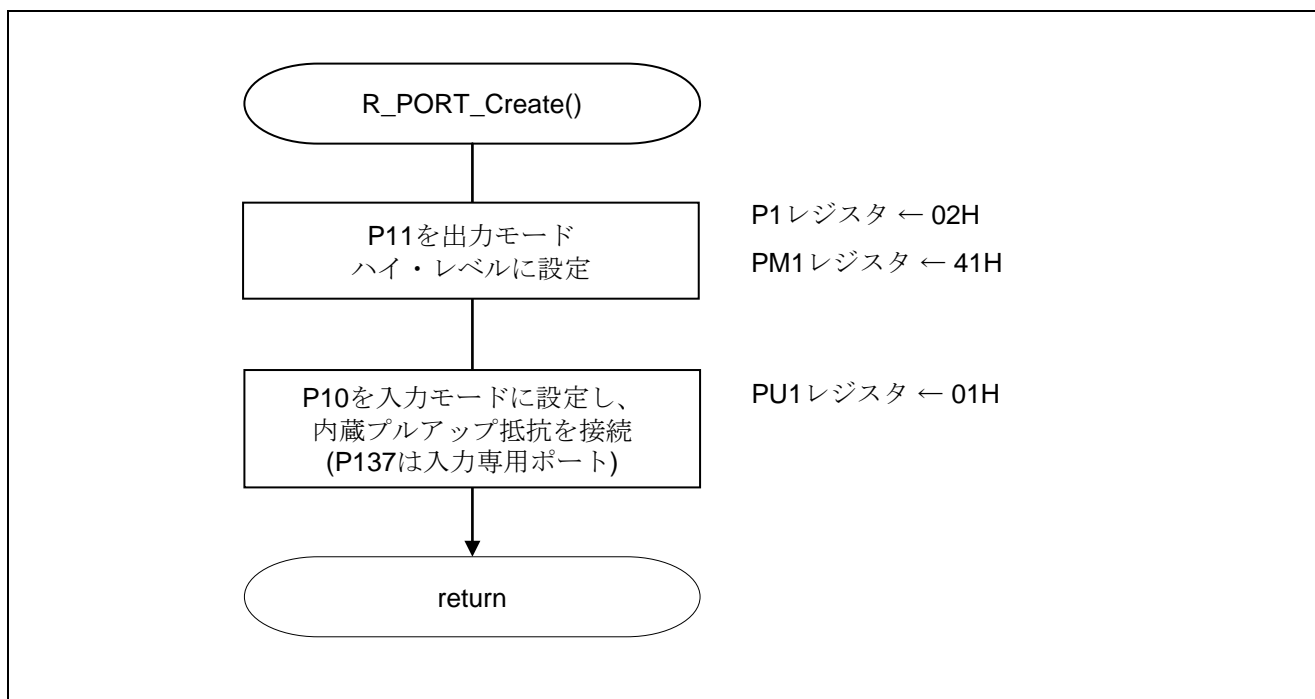 R_PORT_Create()
P11を出力モード
ハイ・レベルに設定
P1レジスタ ← 02H
PM1レジスタ ← 41H
P10を入力モードに設定し、
内蔵プルアップ抵抗を接続
(P137は入力専用ポート)
PU1レジスタ ← 01H
return